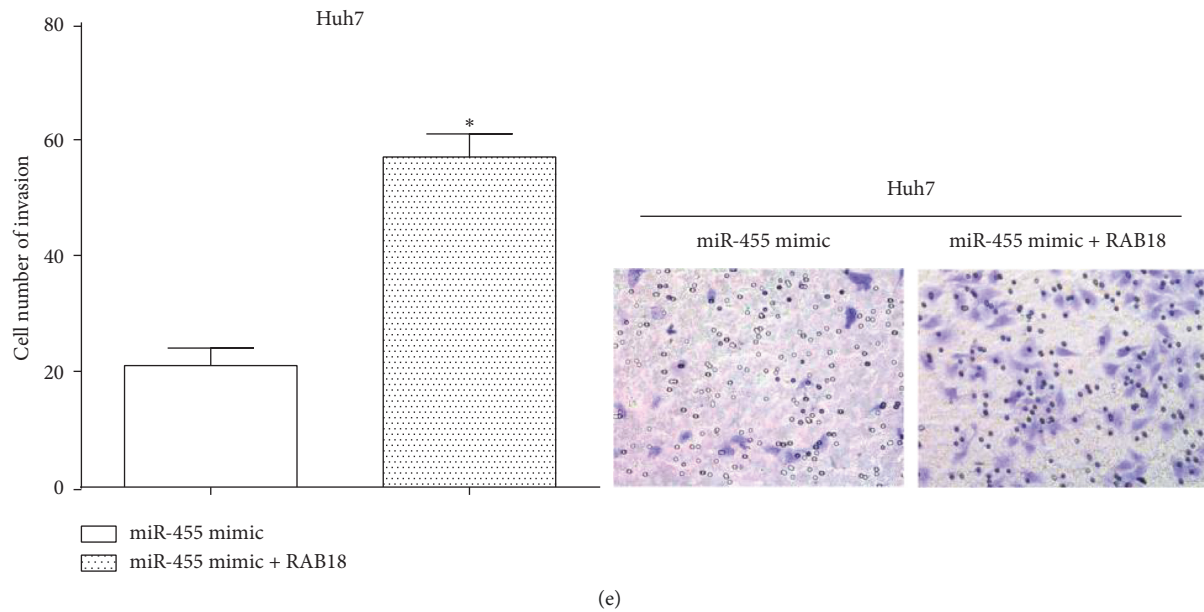 Huh7
80
60
40
20
0
Cell number of invasion
*
miR-455 mimic
miR-455 mimic + RAB18
Huh7
miR-455 mimic
miR-455 mimic + RAB18
(e)